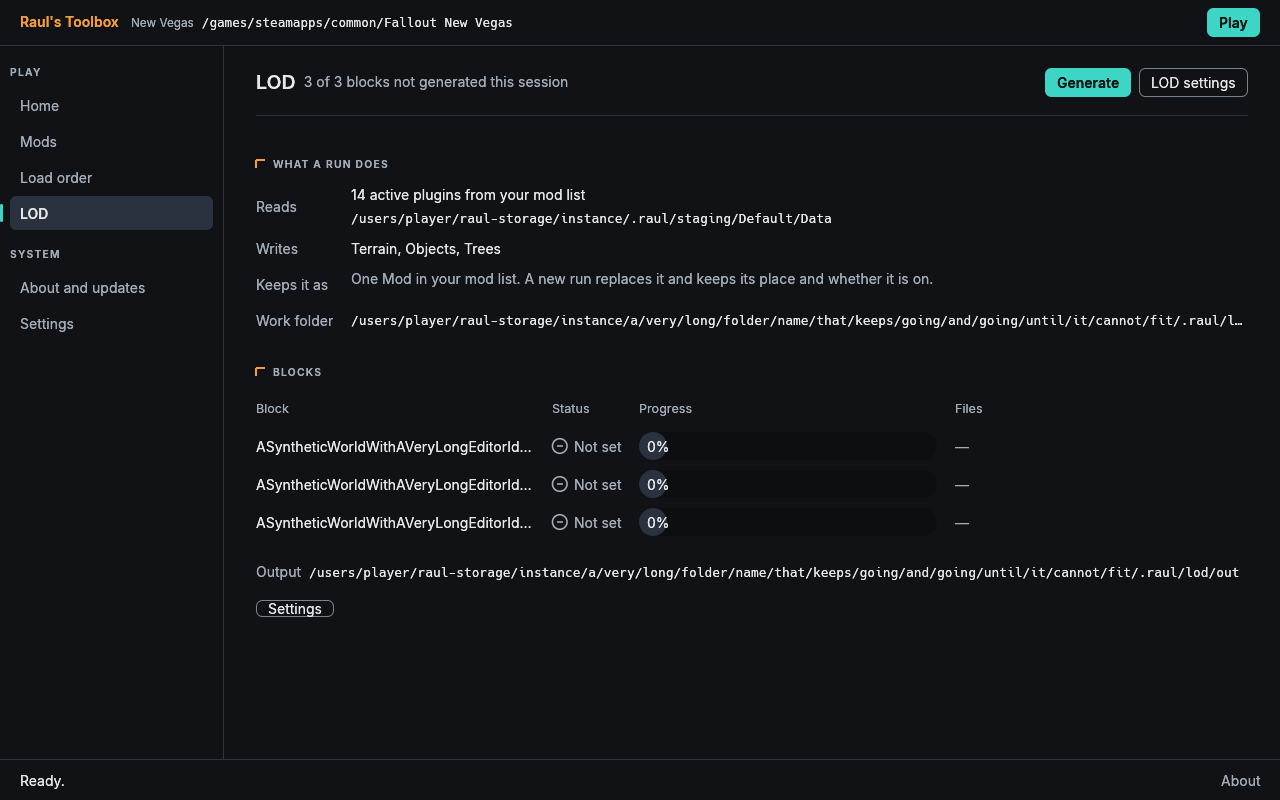 Raul's Toolbox New Vegas /games/steamapps/common/Fallout New Vegas Play
PLAY
Home
Mods
Load order
LOD
SYSTEM
About and updates
Settings
LOD 3 of 3 blocks not generated this session Generate LOD settings
WHAT A RUN DOES
Reads 14 active plugins from your mod list
/users/player/raul-storage/instance/.raul/staging/Default/Data
Writes Terrain, Objects, Trees
Keeps it as One Mod in your mod list. A new run replaces it and keeps its place and whether it is on.
Work folder /users/player/raul-storage/instance/a/very/long/folder/name/that/keeps/going/and/going/until/it/cannot/fit/.raul/l…
BLOCKS
Block Status Progress Files
ASyntheticWorldWithAVeryLongEditorId… Not set 0% —
ASyntheticWorldWithAVeryLongEditorId… Not set 0% —
ASyntheticWorldWithAVeryLongEditorId… Not set 0% —
Output /users/player/raul-storage/instance/a/very/long/folder/name/that/keeps/going/and/going/until/it/cannot/fit/.raul/lod/out
Settings
Ready. About